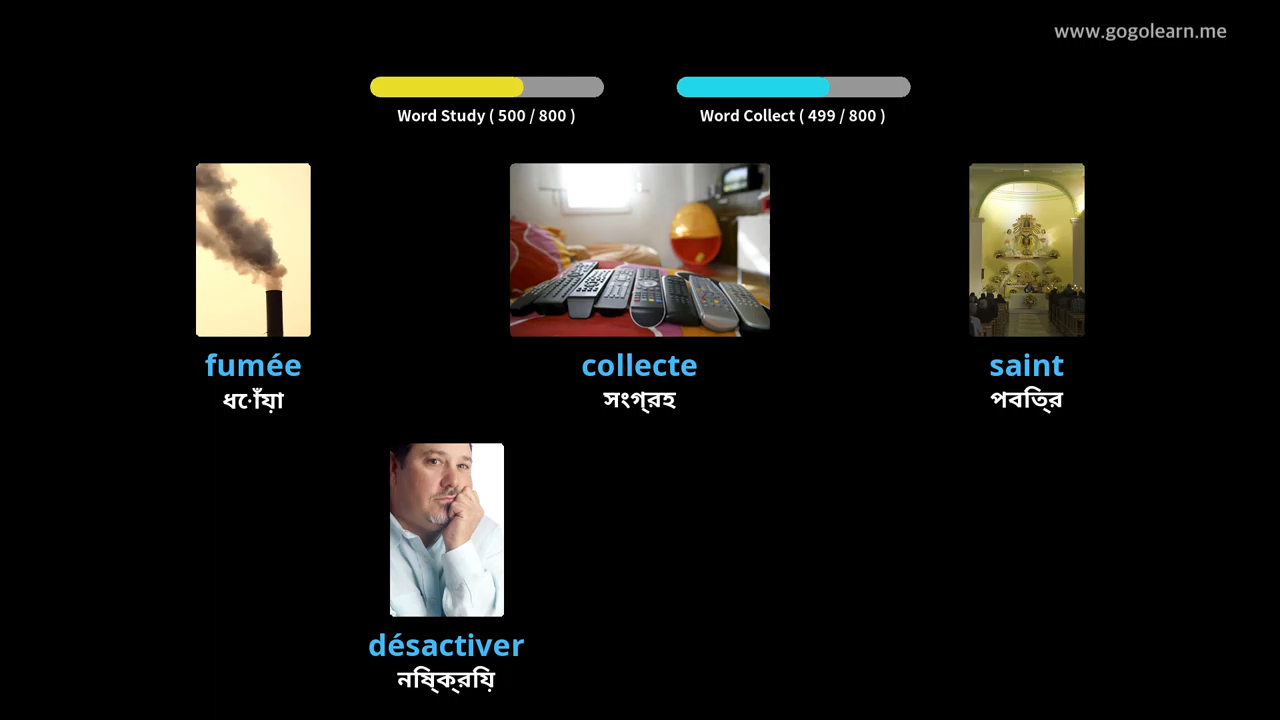 www.gogolearn.me
Word Study ( 500 / 800 )
Word Collect ( 499 / 800 )
fumée
ধোঁয়া
collecte
সংগ্রহ
saint
পবিত্র
désactiver
নিষ্ক্রিয়